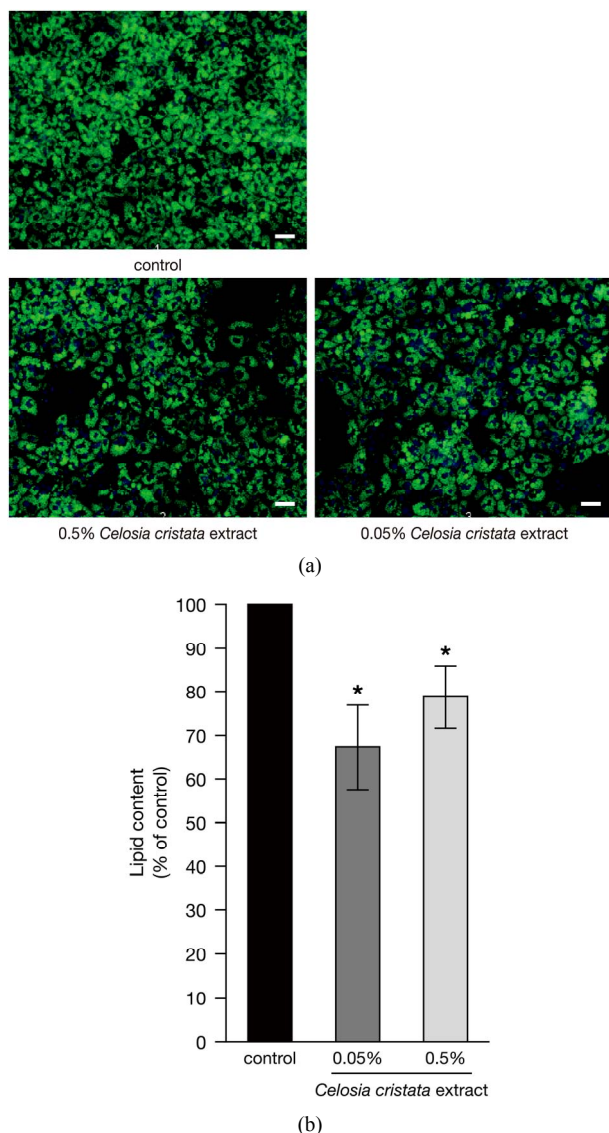 control
0.5% Celosia cristata extract
0.05% Celosia cristata extract
(a)
100
90
80
70
60
50
40
30
20
10
0
Lipid content
(% of control)
*
*
control
0.05%
0.5%
Celosia cristata extract
(b)